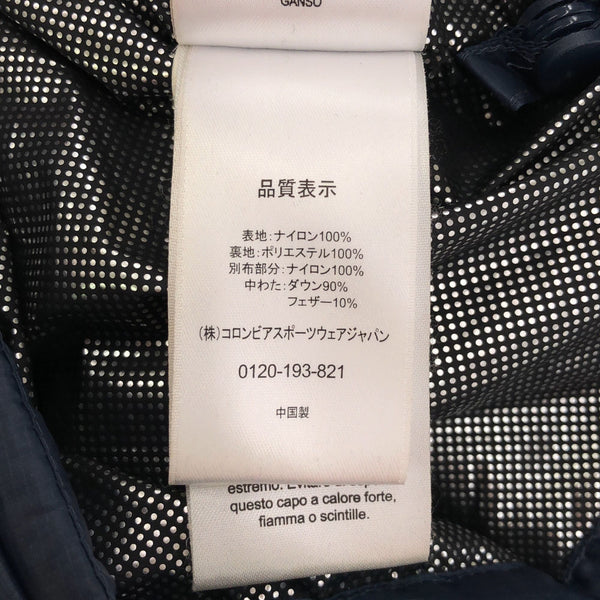 GANSO
品質表示
表地:ナイロン100%
裏地:ポリエステル100%
別布部分:ナイロン100%
中わた:ダウン90%
フェザー10%
(株)コロンビアスポーツウェアジャパン
0120-193-821
中国製
estremo. Evitare di
questo capo a calore forte,
fiamma o scintille.